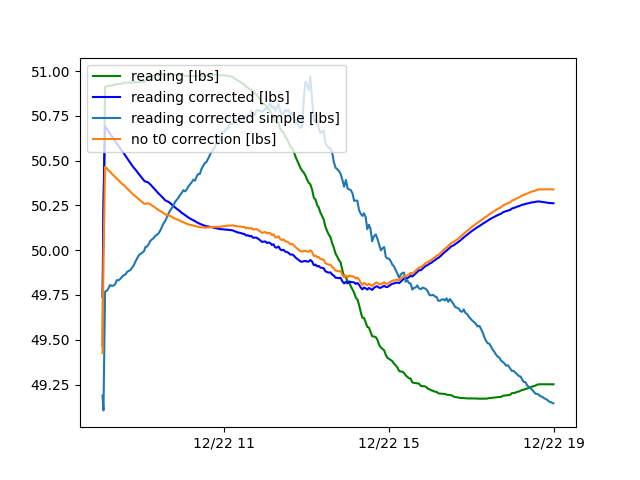 51.00
50.75
50.50
50.25
50.00
49.75
49.50
49.25
reading [lbs]
reading corrected [lbs]
reading corrected simple [lbs]
no t0 correction [lbs]
12/22 11
12/22 15
12/22 19